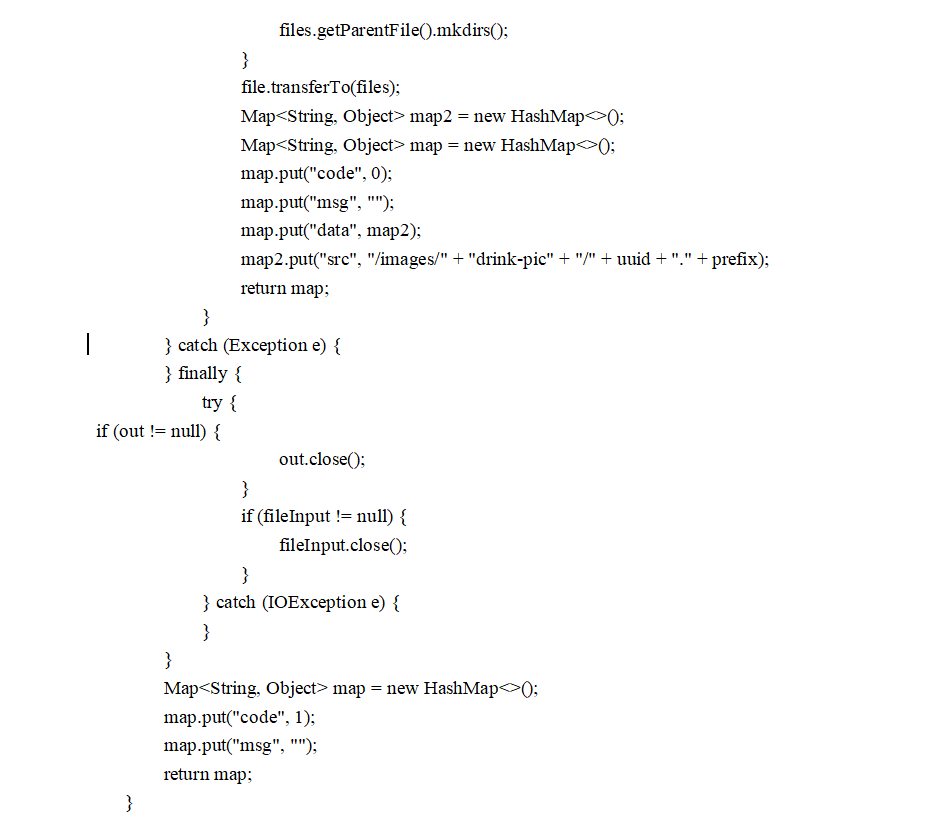 files.getParentFile().mkdirs();
}
file.transferTo(files);
Map<String, Object> map2 = new HashMap<>();
Map<String, Object> map = new HashMap<>();
map.put("code", 0);
map.put("msg", "");
map.put("data", map2);
map2.put("src", "/images/" + "drink-pic" + "/" + uuid + "." + prefix);
return map;
}
} catch (Exception e) {
} finally {
try {
if (out != null) {
out.close();
}
if (fileInput != null) {
fileInput.close();
}
} catch (IOException e) {
}
}
Map<String, Object> map = new HashMap<>();
map.put("code", 1);
map.put("msg", "");
return map;
}